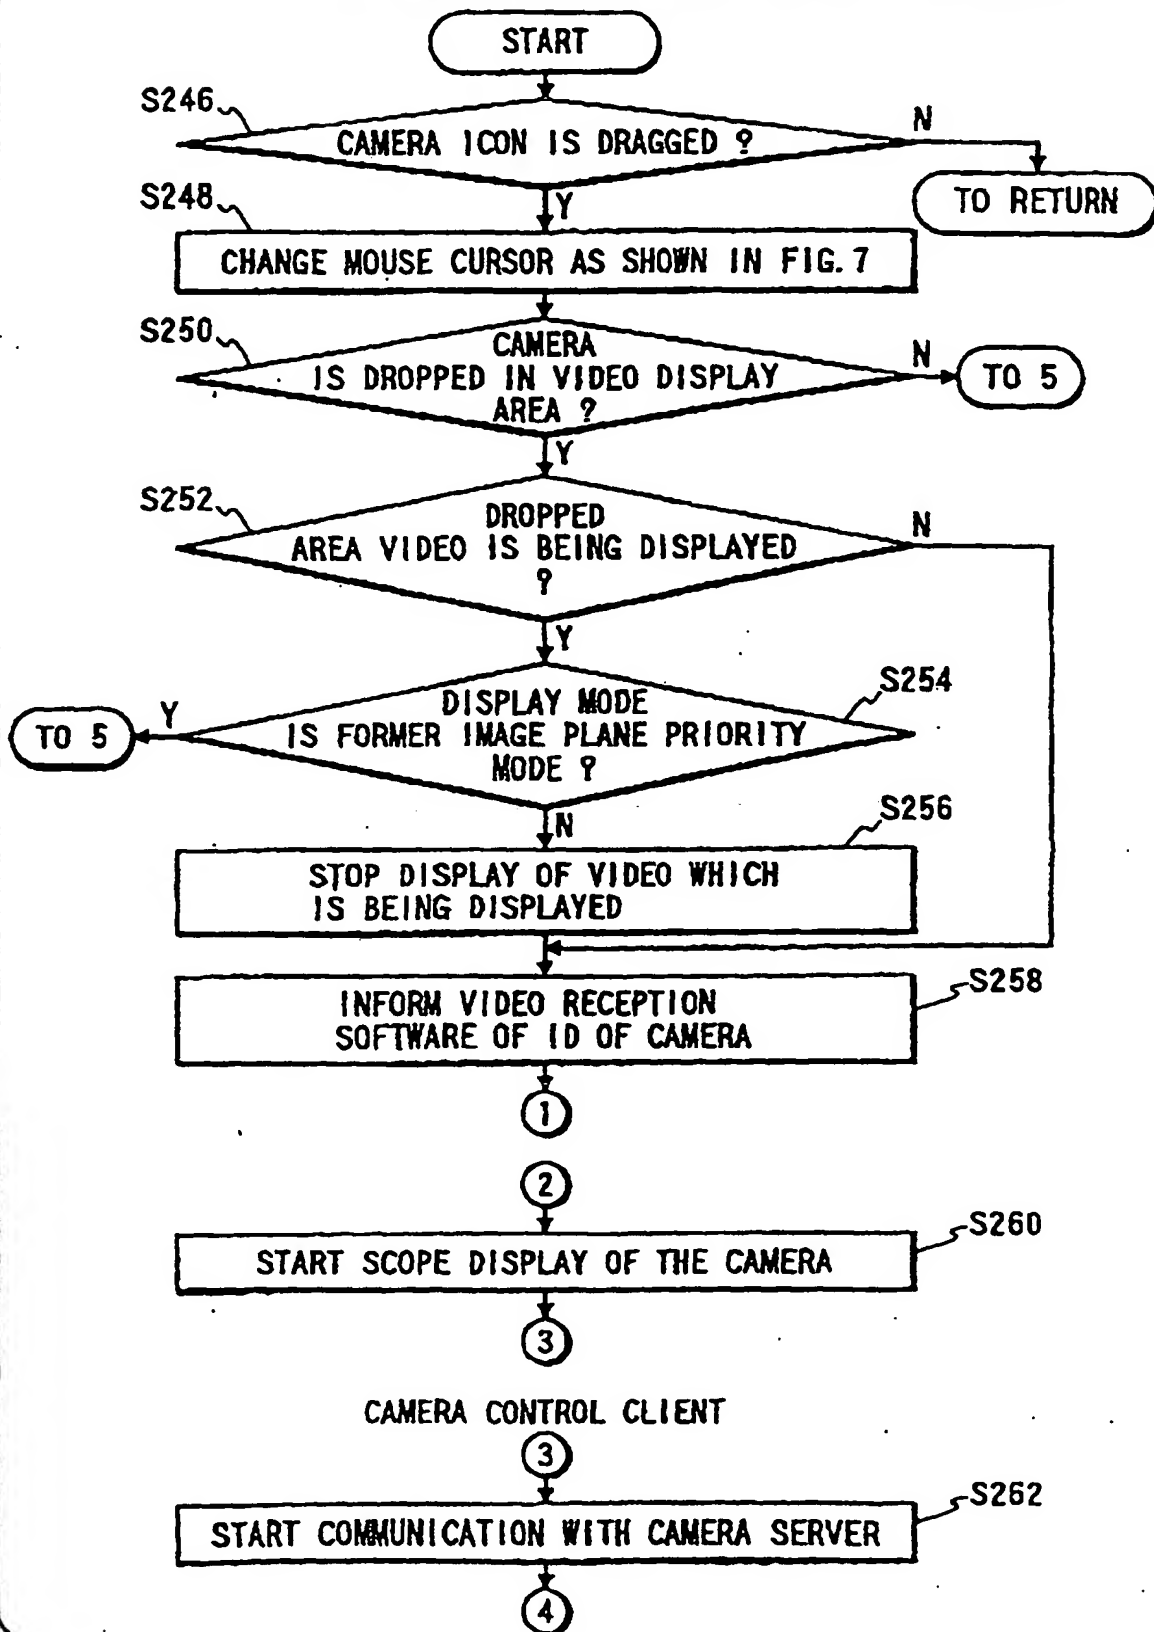 START
S246
CAMERA ICON IS DRAGGED ?
N
TO RETURN
Y
S248
CHANGE MOUSE CURSOR AS SHOWN IN FIG. 7
S250
CAMERA
IS DROPPED IN VIDEO DISPLAY
AREA ?
N
TO 5
Y
S252
DROPPED
AREA VIDEO IS BEING DISPLAYED
?
N
Y
S254
DISPLAY MODE
IS FORMER IMAGE PLANE PRIORITY
MODE ?
Y
TO 5
N
S256
STOP DISPLAY OF VIDEO WHICH
IS BEING DISPLAYED
S258
INFORM VIDEO RECEPTION
SOFTWARE OF ID OF CAMERA
1
2
S260
START SCOPE DISPLAY OF THE CAMERA
3
CAMERA CONTROL CLIENT
3
S262
START COMMUNICATION WITH CAMERA SERVER
4